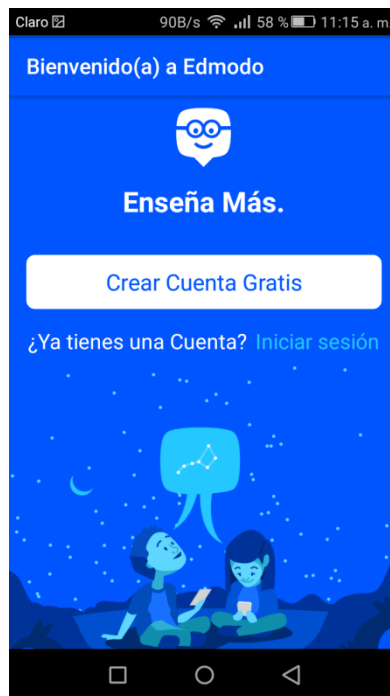 Claro 90B/s 58 % 11:15 a. m.
Bienvenido(a) a Edmodo
Enseña Más.
Crear Cuenta Gratis
¿Ya tienes una Cuenta? Iniciar sesión